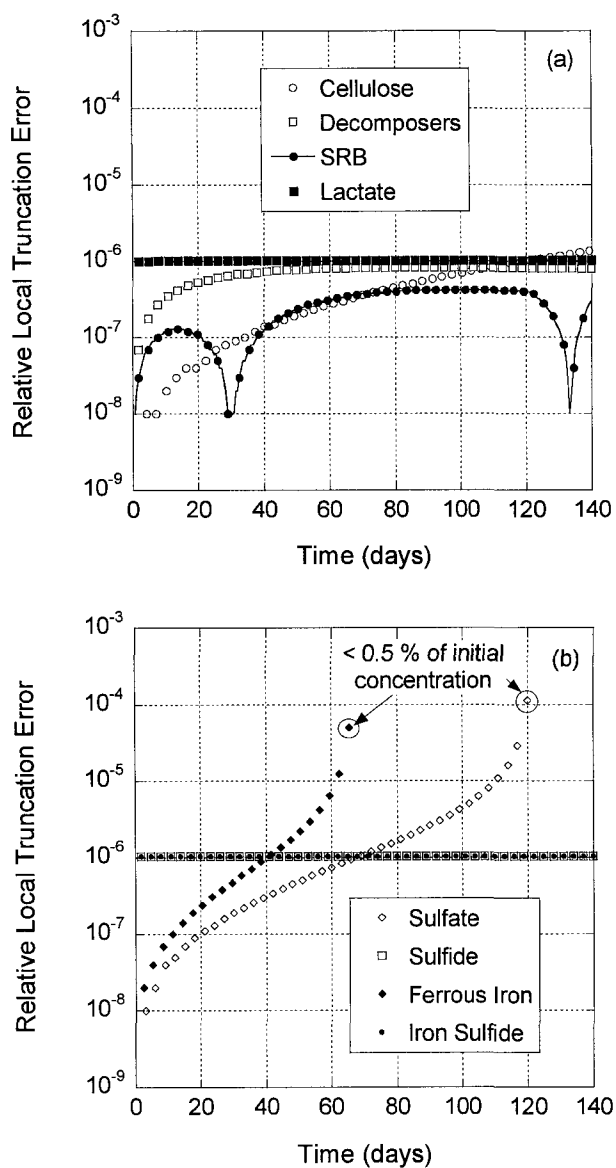 10-3
(a)
Cellulose
Decomposers
SRB
Lactate
10-4
10-5
10-6
10-7
10-8
10-9
Relative Local Truncation Error
0 20 40 60 80 100 120 140
Time (days)
10-3
< 0.5 % of initial
concentration
(b)
10-4
10-5
10-6
10-7
10-8
10-9
Relative Local Truncation Error
Sulfate
Sulfide
Ferrous Iron
Iron Sulfide
0 20 40 60 80 100 120 140
Time (days)